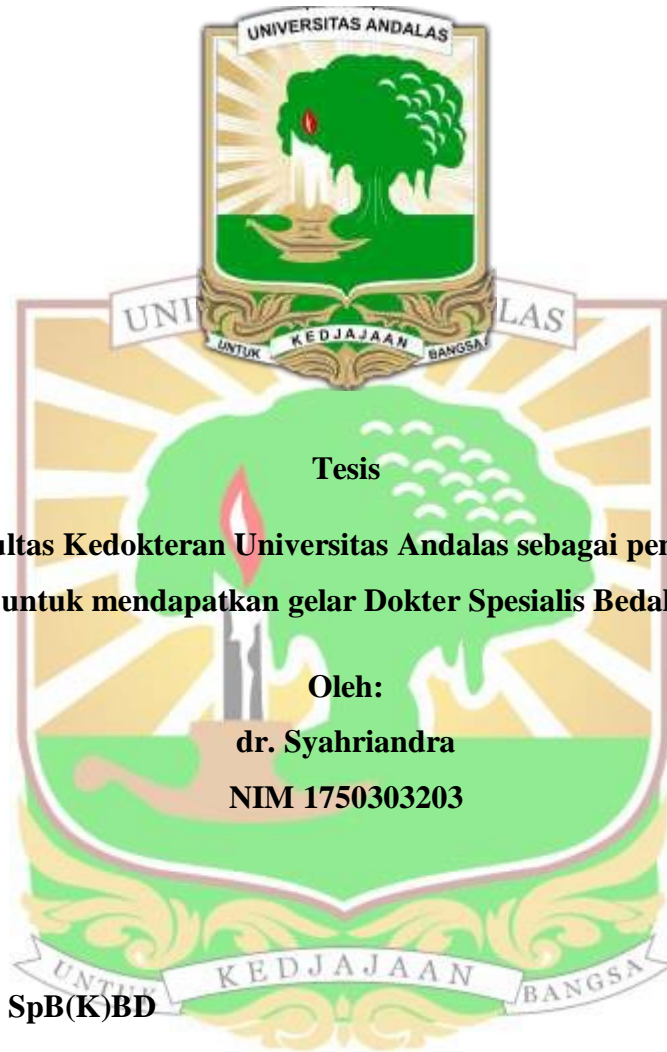 UNIVERSITAS ANDALAS
UNTUK KEDJAJAAN BANGSA
UNI LAS
Tesis
ultas Kedokteran Universitas Andalas sebagai per
untuk mendapatkan gelar Dokter Spesialis Bedal
Oleh:
dr. Syahriandra
NIM 1750303203
UNTUK KEDJAJAAN BANGSA
SpB(K)BD